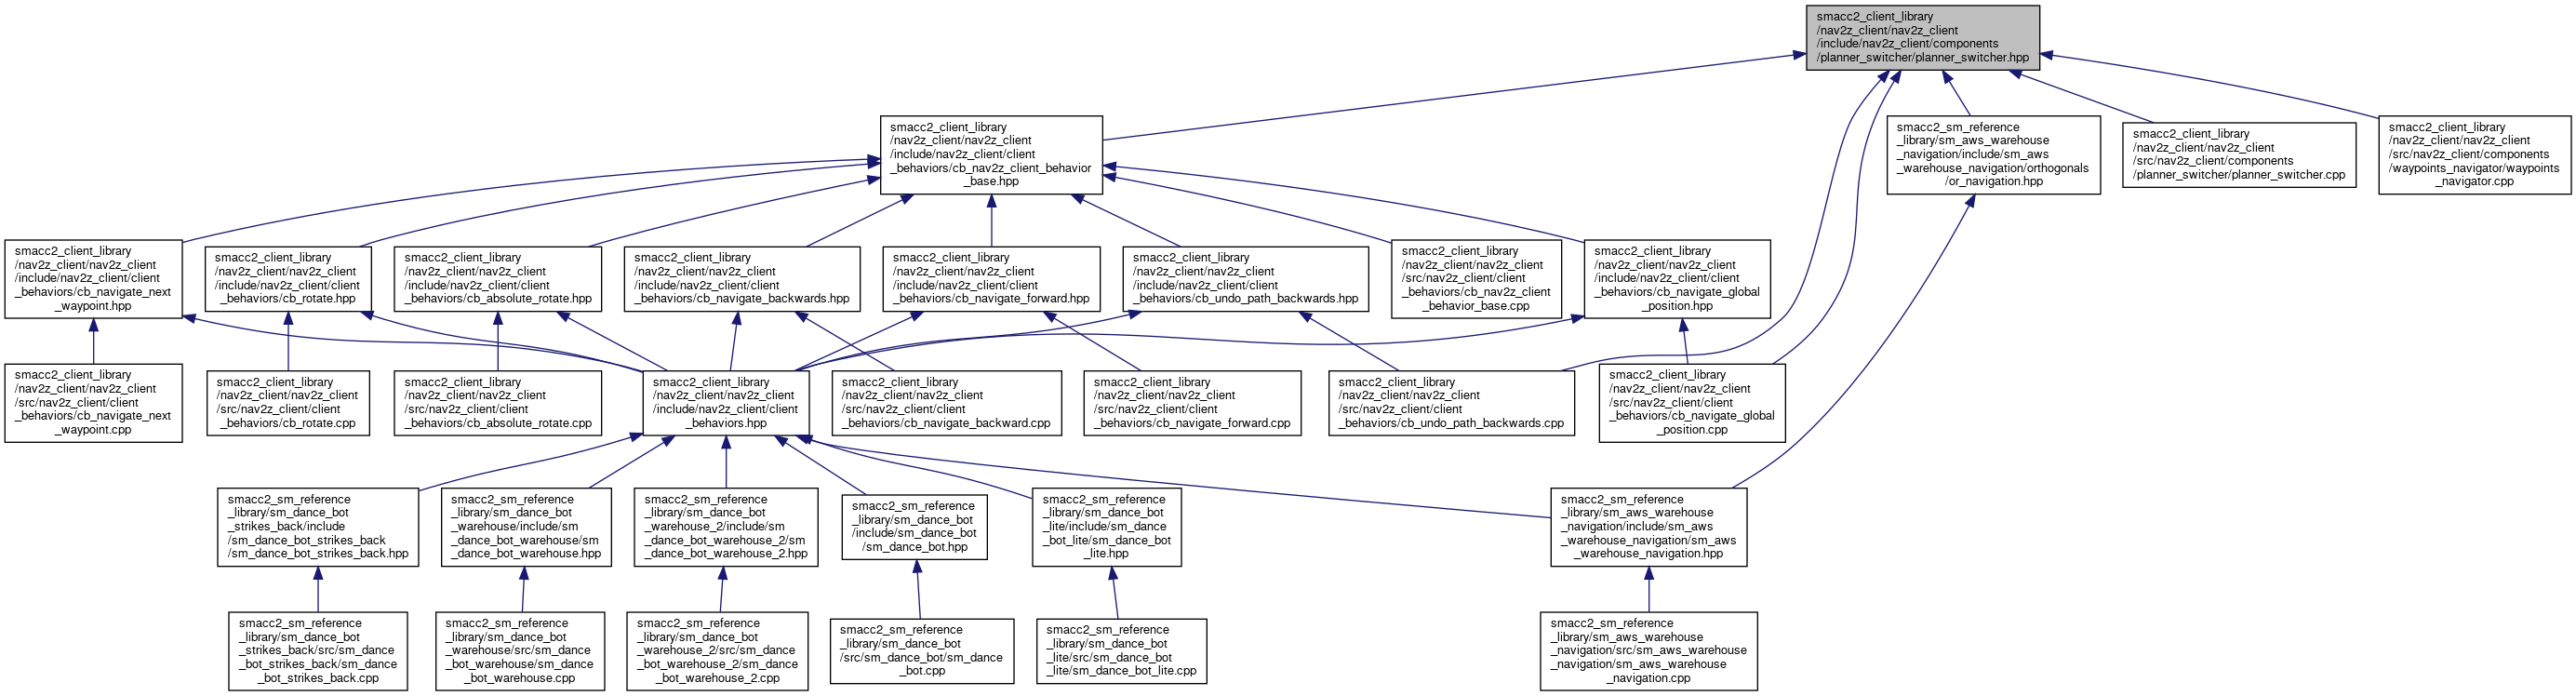 smacc2_client_library
/nav2z_client/nav2z_client
/include/nav2z_client/components
/planner_switcher/planner_switcher.hpp
smacc2_client_library
/nav2z_client/nav2z_client
/include/nav2z_client/client
_behaviors/cb_nav2z_client_behavior
_base.hpp
smacc2_sm_reference
_library/sm_aws_warehouse
_navigation/include/sm_aws
_warehouse_navigation/orthogonals
/or_navigation.hpp
smacc2_client_library
/nav2z_client/nav2z_client
/src/nav2z_client/components
/planner_switcher/planner_switcher.cpp
smacc2_client_library
/nav2z_client/nav2z_client
/src/nav2z_client/components
/waypoints_navigator/waypoints
_navigator.cpp
smacc2_client_library
/nav2z_client/nav2z_client
/include/nav2z_client/client
_behaviors/cb_navigate_next
_waypoint.hpp
smacc2_client_library
/nav2z_client/nav2z_client
/include/nav2z_client/client
_behaviors/cb_rotate.hpp
smacc2_client_library
/nav2z_client/nav2z_client
/include/nav2z_client/client
_behaviors/cb_absolute_rotate.hpp
smacc2_client_library
/nav2z_client/nav2z_client
/include/nav2z_client/client
_behaviors/cb_navigate_backwards.hpp
smacc2_client_library
/nav2z_client/nav2z_client
/include/nav2z_client/client
_behaviors/cb_navigate_forward.hpp
smacc2_client_library
/nav2z_client/nav2z_client
/include/nav2z_client/client
_behaviors/cb_undo_path_backwards.hpp
smacc2_client_library
/nav2z_client/nav2z_client
/src/nav2z_client/client
_behaviors/cb_nav2z_client
_behavior_base.cpp
smacc2_client_library
/nav2z_client/nav2z_client
/include/nav2z_client/client
_behaviors/cb_navigate_global
_position.hpp
smacc2_client_library
/nav2z_client/nav2z_client
/src/nav2z_client/client
_behaviors/cb_navigate_next
_waypoint.cpp
smacc2_client_library
/nav2z_client/nav2z_client
/src/nav2z_client/client
_behaviors/cb_rotate.cpp
smacc2_client_library
/nav2z_client/nav2z_client
/src/nav2z_client/client
_behaviors/cb_absolute_rotate.cpp
smacc2_client_library
/nav2z_client/nav2z_client
/include/nav2z_client/client
_behaviors.hpp
smacc2_client_library
/nav2z_client/nav2z_client
/src/nav2z_client/client
_behaviors/cb_navigate_backward.cpp
smacc2_client_library
/nav2z_client/nav2z_client
/src/nav2z_client/client
_behaviors/cb_navigate_forward.cpp
smacc2_client_library
/nav2z_client/nav2z_client
/src/nav2z_client/client
_behaviors/cb_undo_path_backwards.cpp
smacc2_client_library
/nav2z_client/nav2z_client
/src/nav2z_client/client
_behaviors/cb_navigate_global
_position.cpp
smacc2_sm_reference
_library/sm_dance_bot
_strikes_back/include
/sm_dance_bot_strikes_back
/sm_dance_bot_strikes_back.hpp
smacc2_sm_reference
_library/sm_dance_bot
_warehouse/include/sm
_dance_bot_warehouse/sm
_dance_bot_warehouse.hpp
smacc2_sm_reference
_library/sm_dance_bot
_warehouse_2/include/sm
_dance_bot_warehouse_2/sm
_dance_bot_warehouse_2.hpp
smacc2_sm_reference
_library/sm_dance_bot
/include/sm_dance_bot
/sm_dance_bot.hpp
smacc2_sm_reference
_library/sm_dance_bot
_lite/include/sm_dance
_bot_lite/sm_dance_bot
_lite.hpp
smacc2_sm_reference
_library/sm_aws_warehouse
_navigation/include/sm_aws
_warehouse_navigation/sm_aws
_warehouse_navigation.hpp
smacc2_sm_reference
_library/sm_dance_bot
_strikes_back/src/sm_dance
_bot_strikes_back/sm_dance
_bot_strikes_back.cpp
smacc2_sm_reference
_library/sm_dance_bot
_warehouse/src/sm_dance
_bot_warehouse/sm_dance
_bot_warehouse.cpp
smacc2_sm_reference
_library/sm_dance_bot
_warehouse_2/src/sm_dance
_bot_warehouse_2/sm_dance
_bot_warehouse_2.cpp
smacc2_sm_reference
_library/sm_dance_bot
/src/sm_dance_bot/sm_dance
_bot.cpp
smacc2_sm_reference
_library/sm_dance_bot
_lite/src/sm_dance_bot
_lite/sm_dance_bot_lite.cpp
smacc2_sm_reference
_library/sm_aws_warehouse
_navigation/src/sm_aws_warehouse
_navigation/sm_aws_warehouse
_navigation.cpp